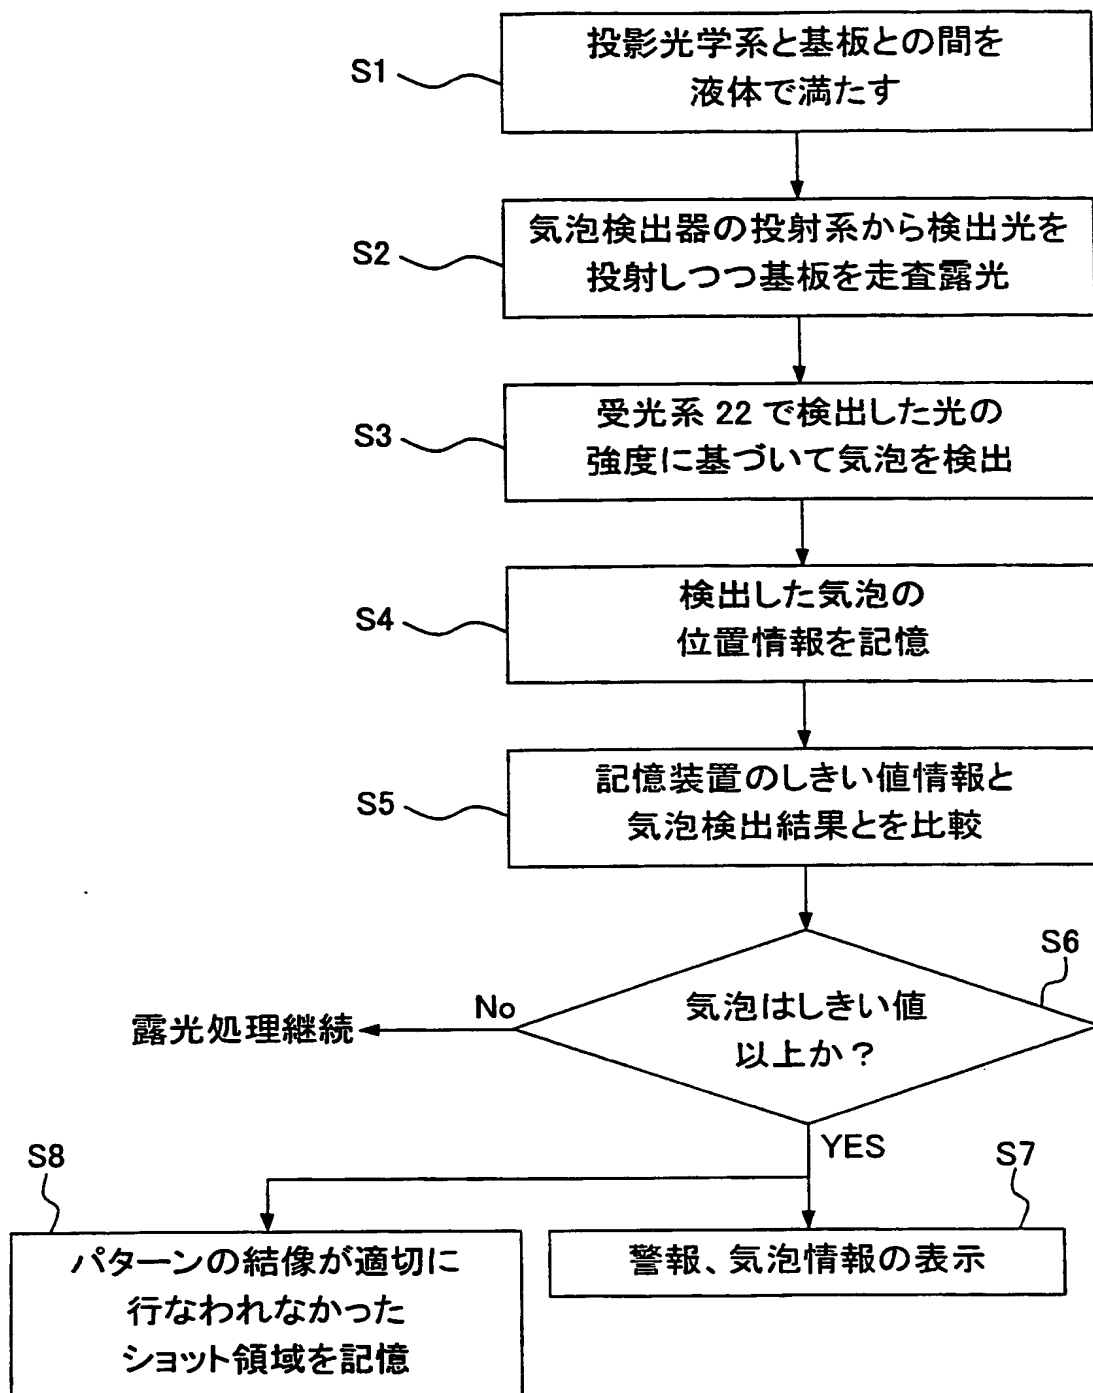 S1
投影光学系と基板との間を
液体で満たす
S2
気泡検出器の投射系から検出光を
投射しつつ基板を走査露光
S3
受光系 22 で検出した光の
強度に基づいて気泡を検出
S4
検出した気泡の
位置情報を記憶
S5
記憶装置のしきい値情報と
気泡検出結果とを比較
S6
気泡はしきい値
以上か？
No
露光処理継続
YES
S8
パターンの結像が適切に
行なわれなかった
ショット領域を記憶
S7
警報、気泡情報の表示